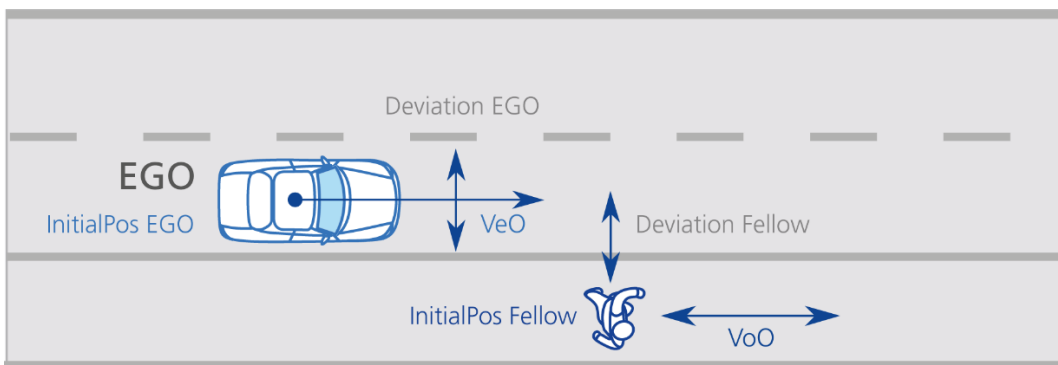 Deviation EGO
EGO
InitialPos EGO
VeO
Deviation Fellow
InitialPos Fellow
VoO